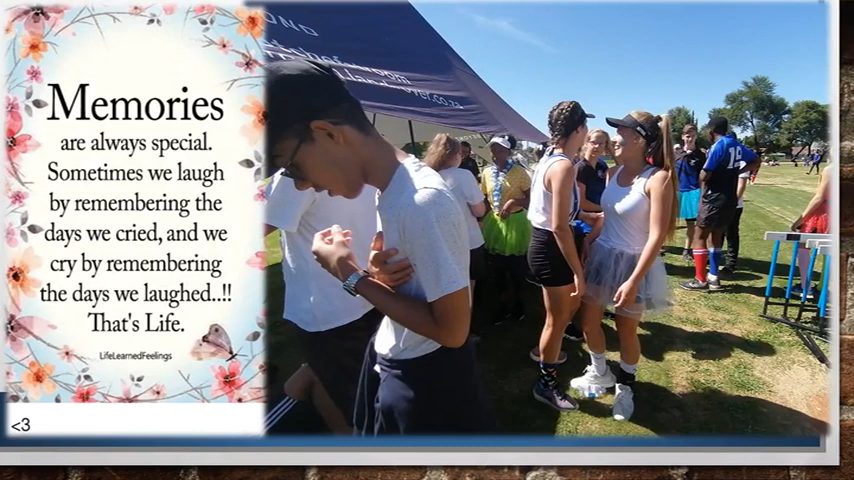 Memories
are always special.
Sometimes we laugh
by remembering the
days we cried, and we
cry by remembering
the days we laughed..!!
That's Life.
LifeLearnedFeelings
<3
19